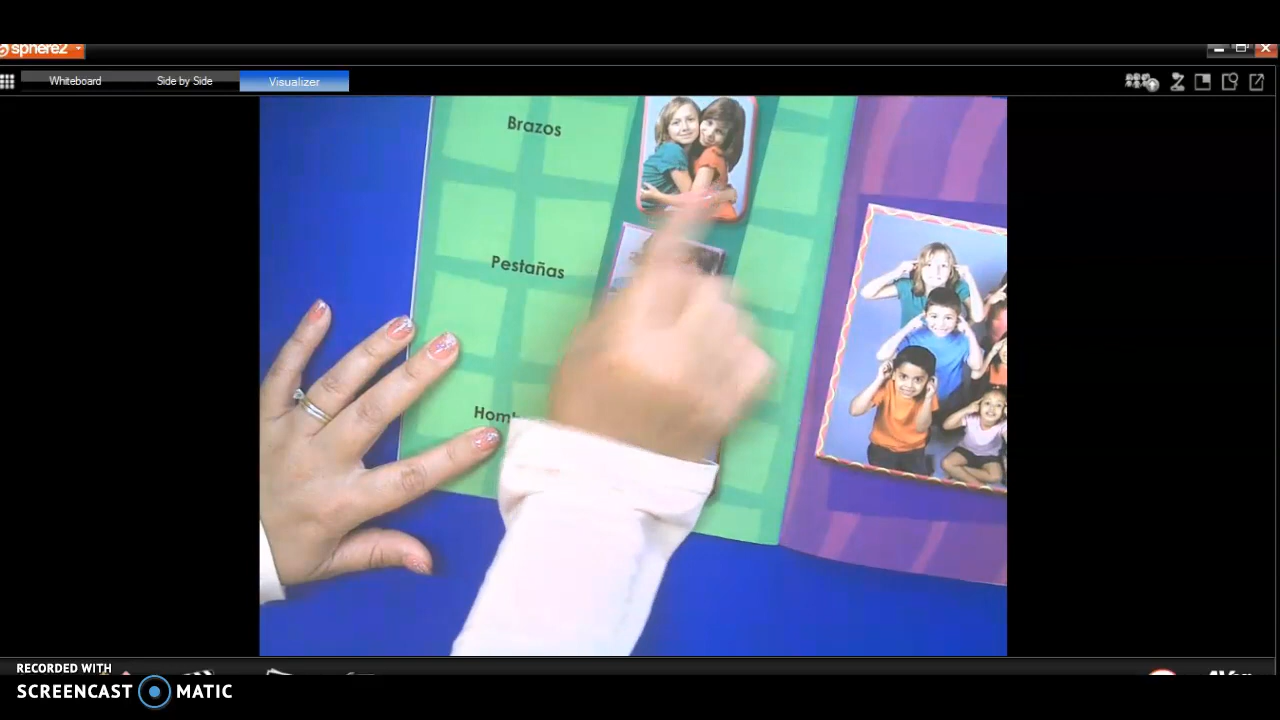 sphere2
Whiteboard
Side by Side
Visualizer
Brazos
Pestañas
RECORDED WITH
SCREENCAST MATIC